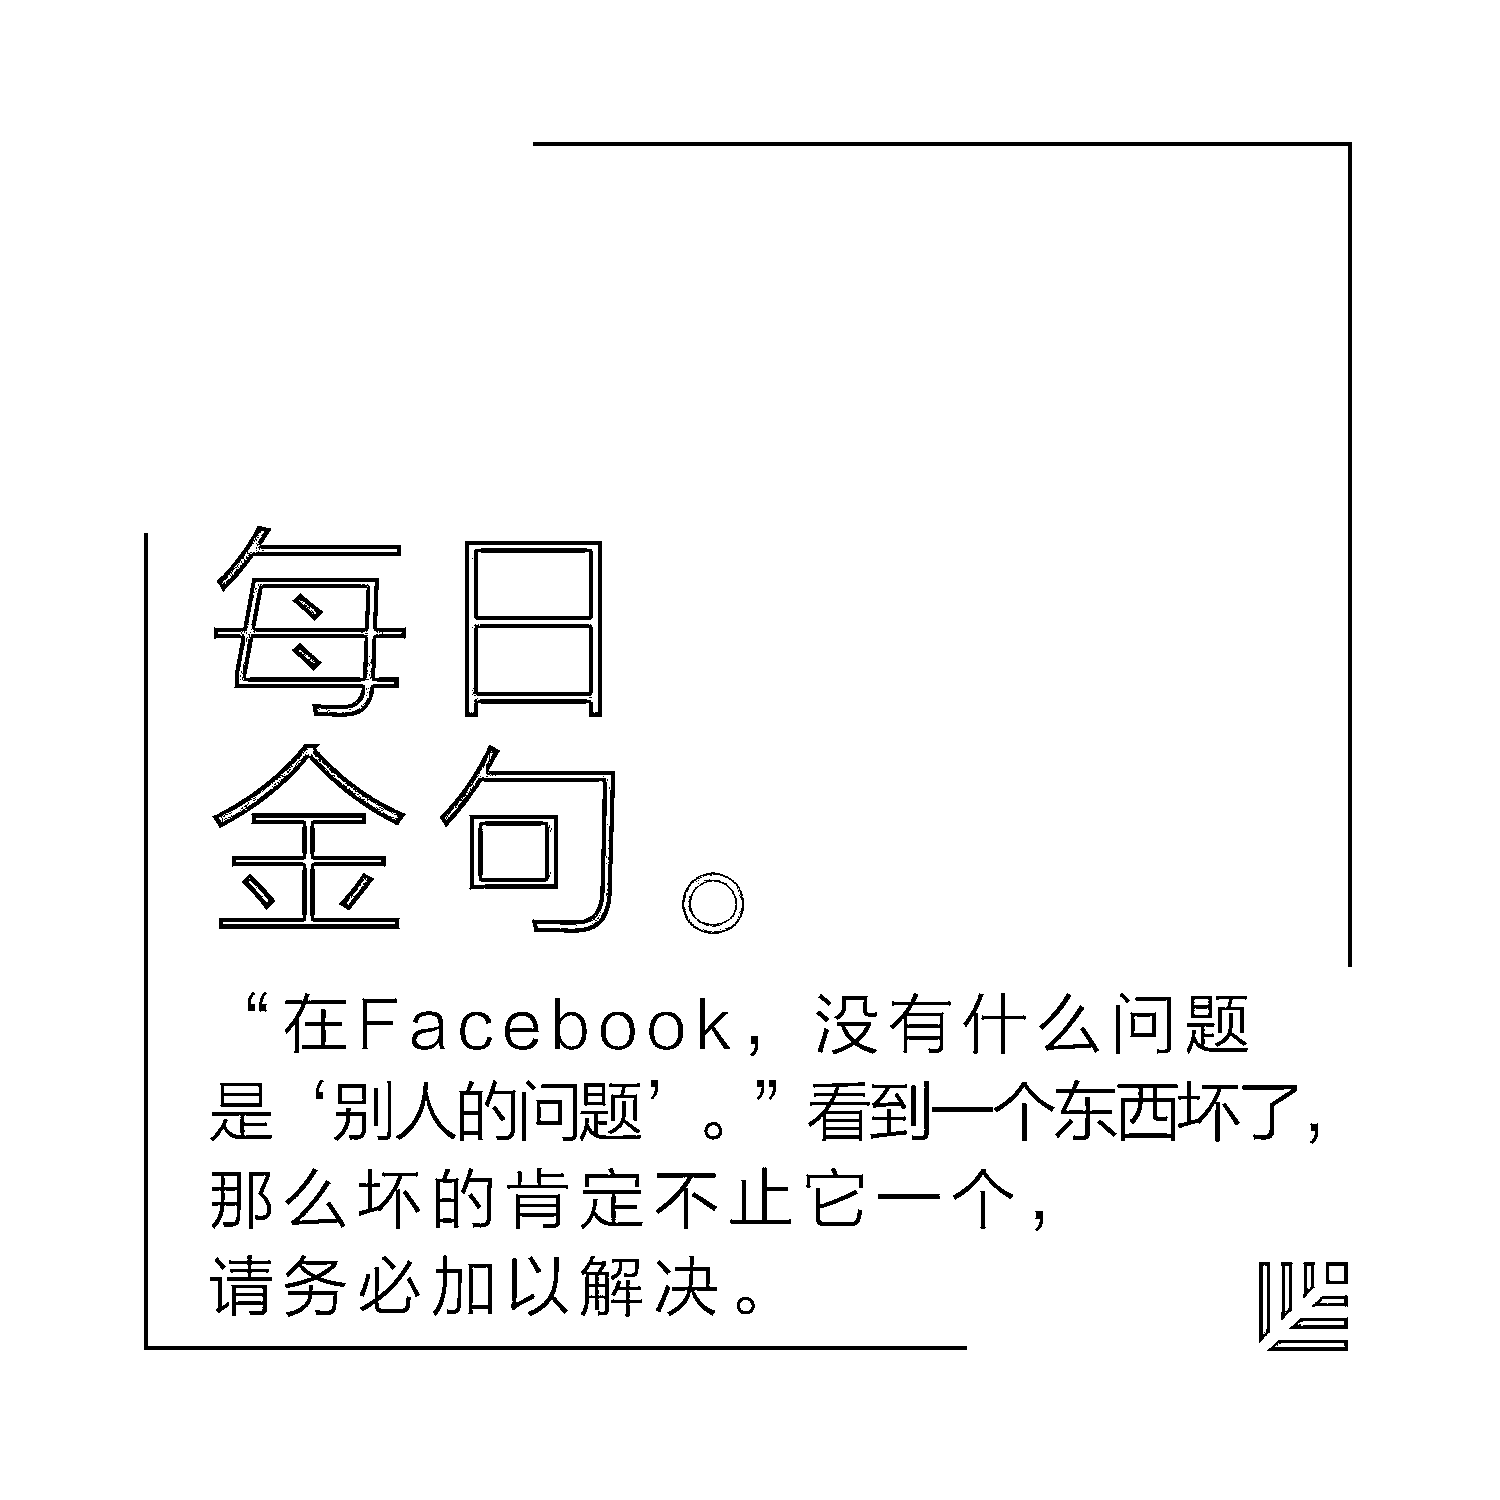 每日
金句。
“在Facebook，没有什么问题
是‘别人的问题’。”看到一个东西坏了，
那么坏的肯定不止它一个，
请务必加以解决。